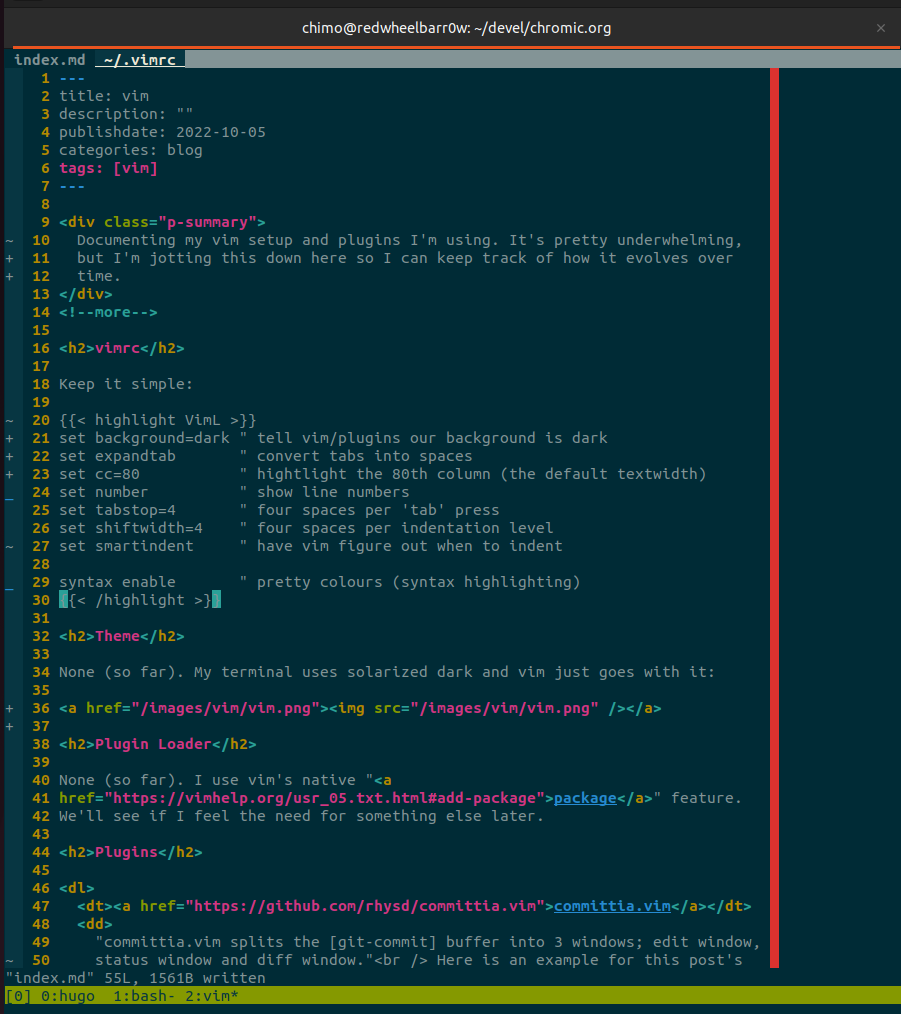 chimo@redwheelbarr0w: ~/devel/chromic.org ×
index.md ~/.vimrc
1 ---
2 title: vim
3 description: ""
4 publishdate: 2022-10-05
5 categories: blog
6 tags: [vim]
7 ---
8
9 <div class="p-summary">
~ 10 Documenting my vim setup and plugins I'm using. It's pretty underwhelming,
+ 11 but I'm jotting this down here so I can keep track of how it evolves over
+ 12 time.
13 </div>
14 <!--more-->
15
16 <h2>vimrc</h2>
17
18 Keep it simple:
19
~ 20 {{< highlight VimL >}}
+ 21 set background=dark " tell vim/plugins our background is dark
+ 22 set expandtab " convert tabs into spaces
+ 23 set cc=80 " hightlight the 80th column (the default textwidth)
_ 24 set number " show line numbers
25 set tabstop=4 " four spaces per 'tab' press
26 set shiftwidth=4 " four spaces per indentation level
~ 27 set smartindent " have vim figure out when to indent
28
_ 29 syntax enable " pretty colours (syntax highlighting)
30 {{< /highlight >}}
31
32 <h2>Theme</h2>
33
34 None (so far). My terminal uses solarized dark and vim just goes with it:
35
+ 36 <a href="/images/vim/vim.png"><img src="/images/vim/vim.png" /></a>
+ 37
38 <h2>Plugin Loader</h2>
39
40 None (so far). I use vim's native "<a
41 href="https://vimhelp.org/usr_05.txt.html#add-package">package</a>" feature.
42 We'll see if I feel the need for something else later.
43
44 <h2>Plugins</h2>
45
46 <dl>
47 <dt><a href="https://github.com/rhysd/committia.vim">committia.vim</a></dt>
48 <dd>
49 "committia.vim splits the [git-commit] buffer into 3 windows; edit window,
~ 50 status window and diff window."<br /> Here is an example for this post's
"index.md" 55L, 1561B written
[0] 0:hugo 1:bash- 2:vim*